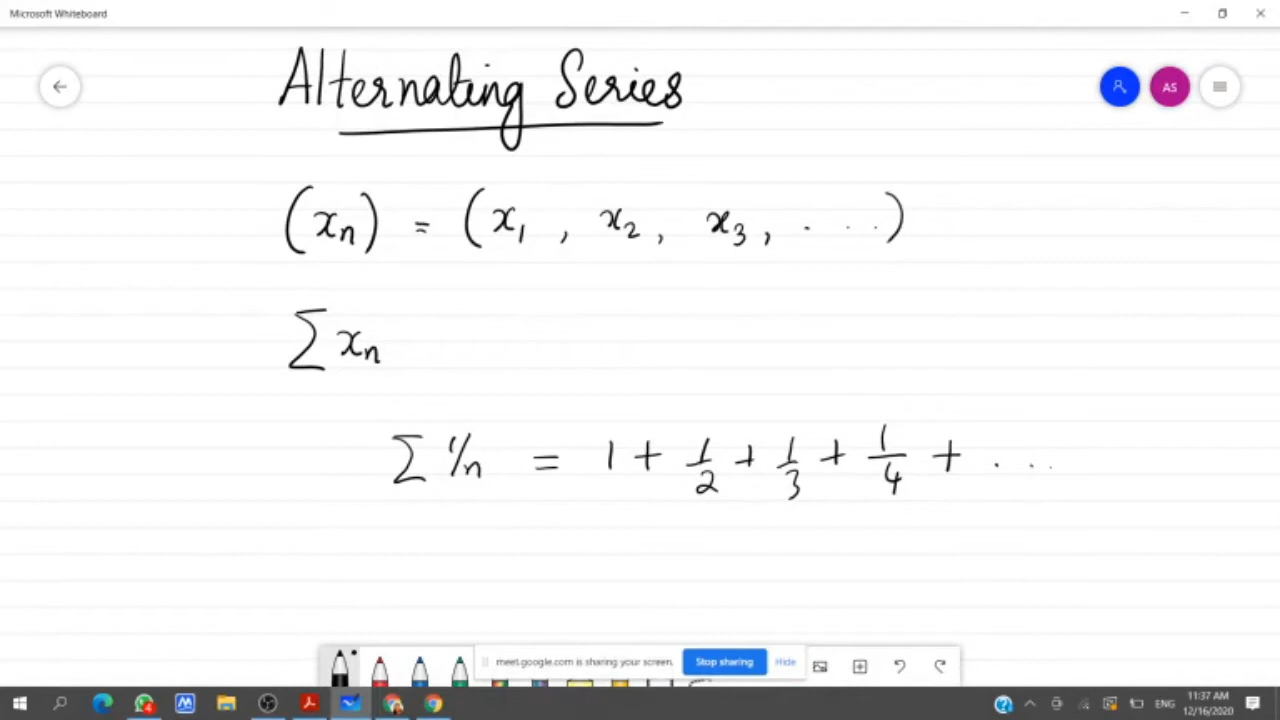 Microsoft Whiteboard
Alternating Series
AS
(xn) = (x1, x2, x3, . . . .)
∑ xn
∑ 1/n = 1 + 1/2 + 1/3 + 1/4 + . . . .
meet.google.com is sharing your screen. Stop sharing Hide
4
ENG
11:37 AM
12/16/2020